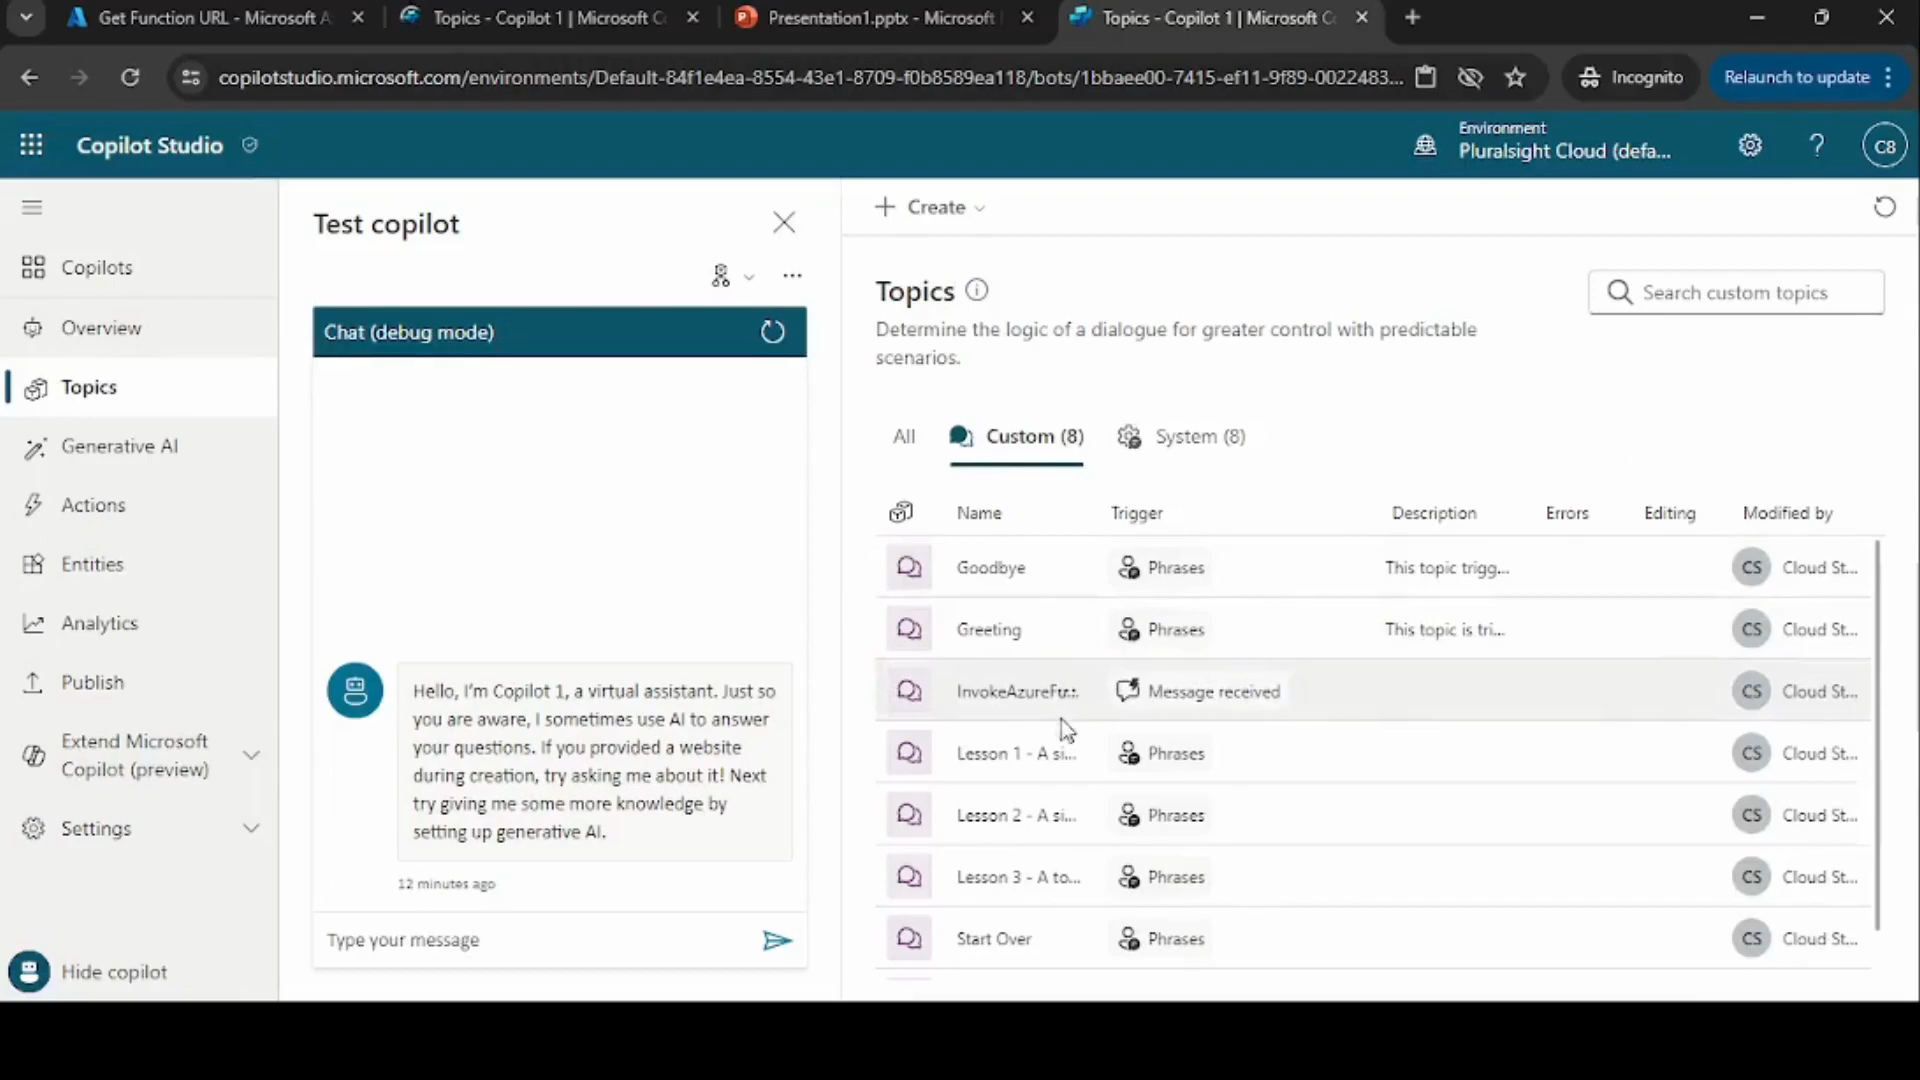 Get Function URL - Microsoft A
Topics - Copilot 1 | Microsoft C
Presentation1.pptx - Microsoft
Topics - Copilot 1 | Microsoft C
copilotstudio.microsoft.com/environments/Default-84f1e4ea-8554-43e1-8709-f0b8589ea118/bots/1bbaee00-7415-ef11-9f89-0022483...
Incognito
Relaunch to update
Copilot Studio
Environment
Pluralsight Cloud (defa...
?
C8
Copilots
Overview
Topics
Generative AI
Actions
Entities
Analytics
Publish
Extend Microsoft
Copilot (preview)
Settings
Hide copilot
Test copilot
Chat (debug mode)
Hello, I'm Copilot 1, a virtual assistant. Just so
you are aware, I sometimes use AI to answer
your questions. If you provided a website
during creation, try asking me about it! Next
try giving me some more knowledge by
setting up generative AI.
12 minutes ago
Type your message
+ Create
Topics
Search custom topics
Determine the logic of a dialogue for greater control with predictable
scenarios.
All Custom (8) System (8)
Name Trigger Description Errors Editing Modified by
Goodbye Phrases This topic trigg... CS Cloud St...
Greeting Phrases This topic is tri... CS Cloud St...
InvokeAzureFu... Message received CS Cloud St...
Lesson 1 - A si... Phrases CS Cloud St...
Lesson 2 - A si... Phrases CS Cloud St...
Lesson 3 - A to... Phrases CS Cloud St...
Start Over Phrases CS Cloud St...